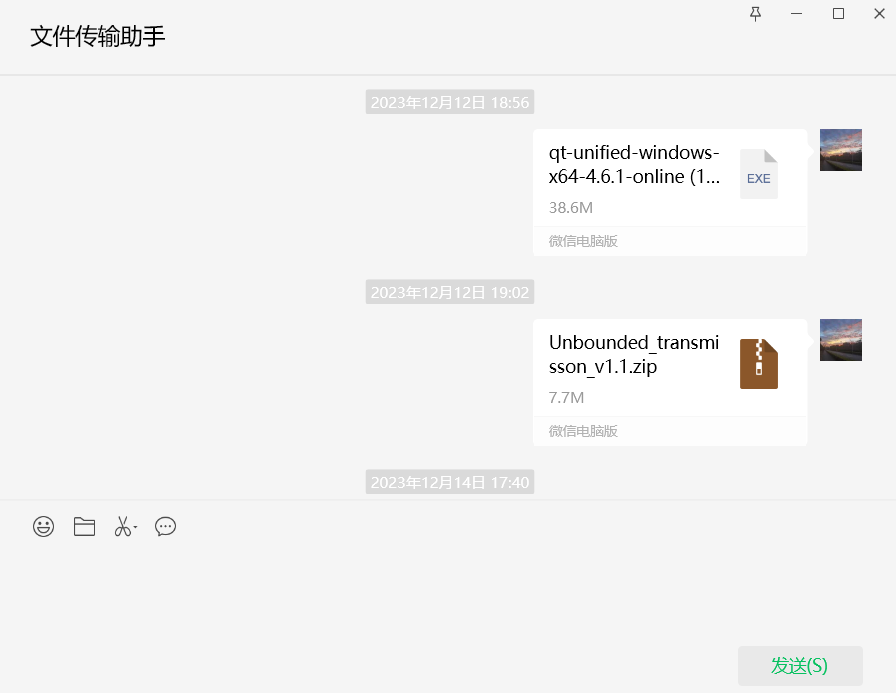 文件传输助手
2023年12月12日 18:56
qt-unified-windows-
x64-4.6.1-online (1...
EXE
38.6M
微信电脑版
2023年12月12日 19:02
Unbounded_transmi
sson_v1.1.zip
7.7M
微信电脑版
2023年12月14日 17:40
发送(S)